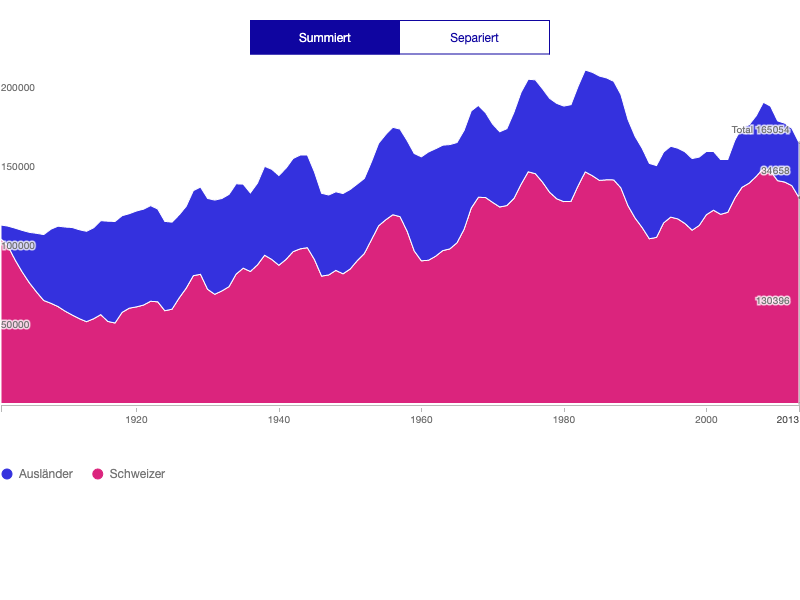 Summiert
Separiert
200000
Total 165054
150000
34658
100000
130396
50000
1920
1940
1960
1980
2000
2013
Ausländer
Schweizer